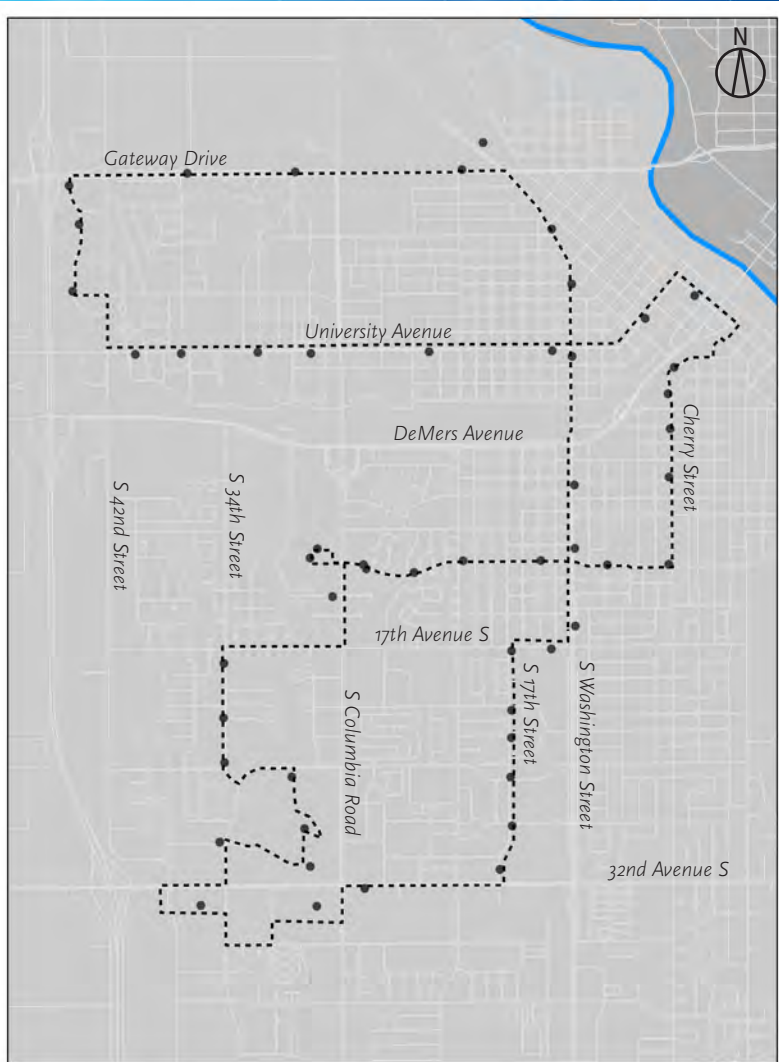 N
Gateway Drive
University Avenue
DeMers Avenue
Cherry Street
S 42nd Street
S 34th Street
17th Avenue S
S Columbia Road
S 17th Street
S Washington Street
32nd Avenue S